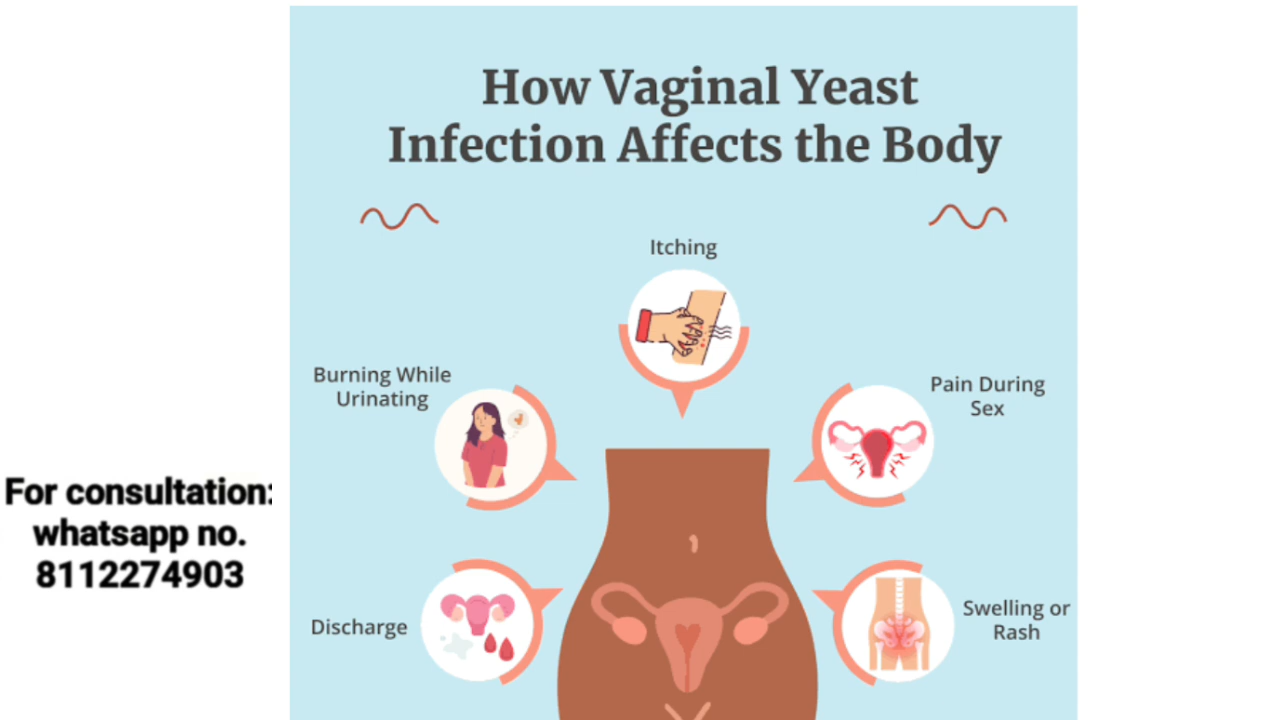 How Vaginal Yeast
Infection Affects the Body
Itching
Burning While
Urinating
Pain During
Sex
Discharge
Swelling or
Rash
For consultation:
whatsapp no.
8112274903